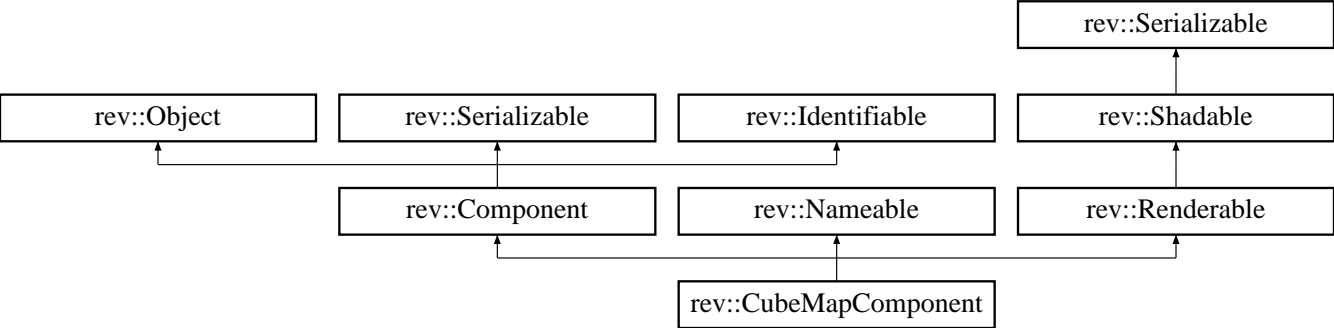 rev::Serializable
rev::Object
rev::Serializable
rev::Identifiable
rev::Shadable
rev::Component
rev::Nameable
rev::Renderable
rev::CubeMapComponent